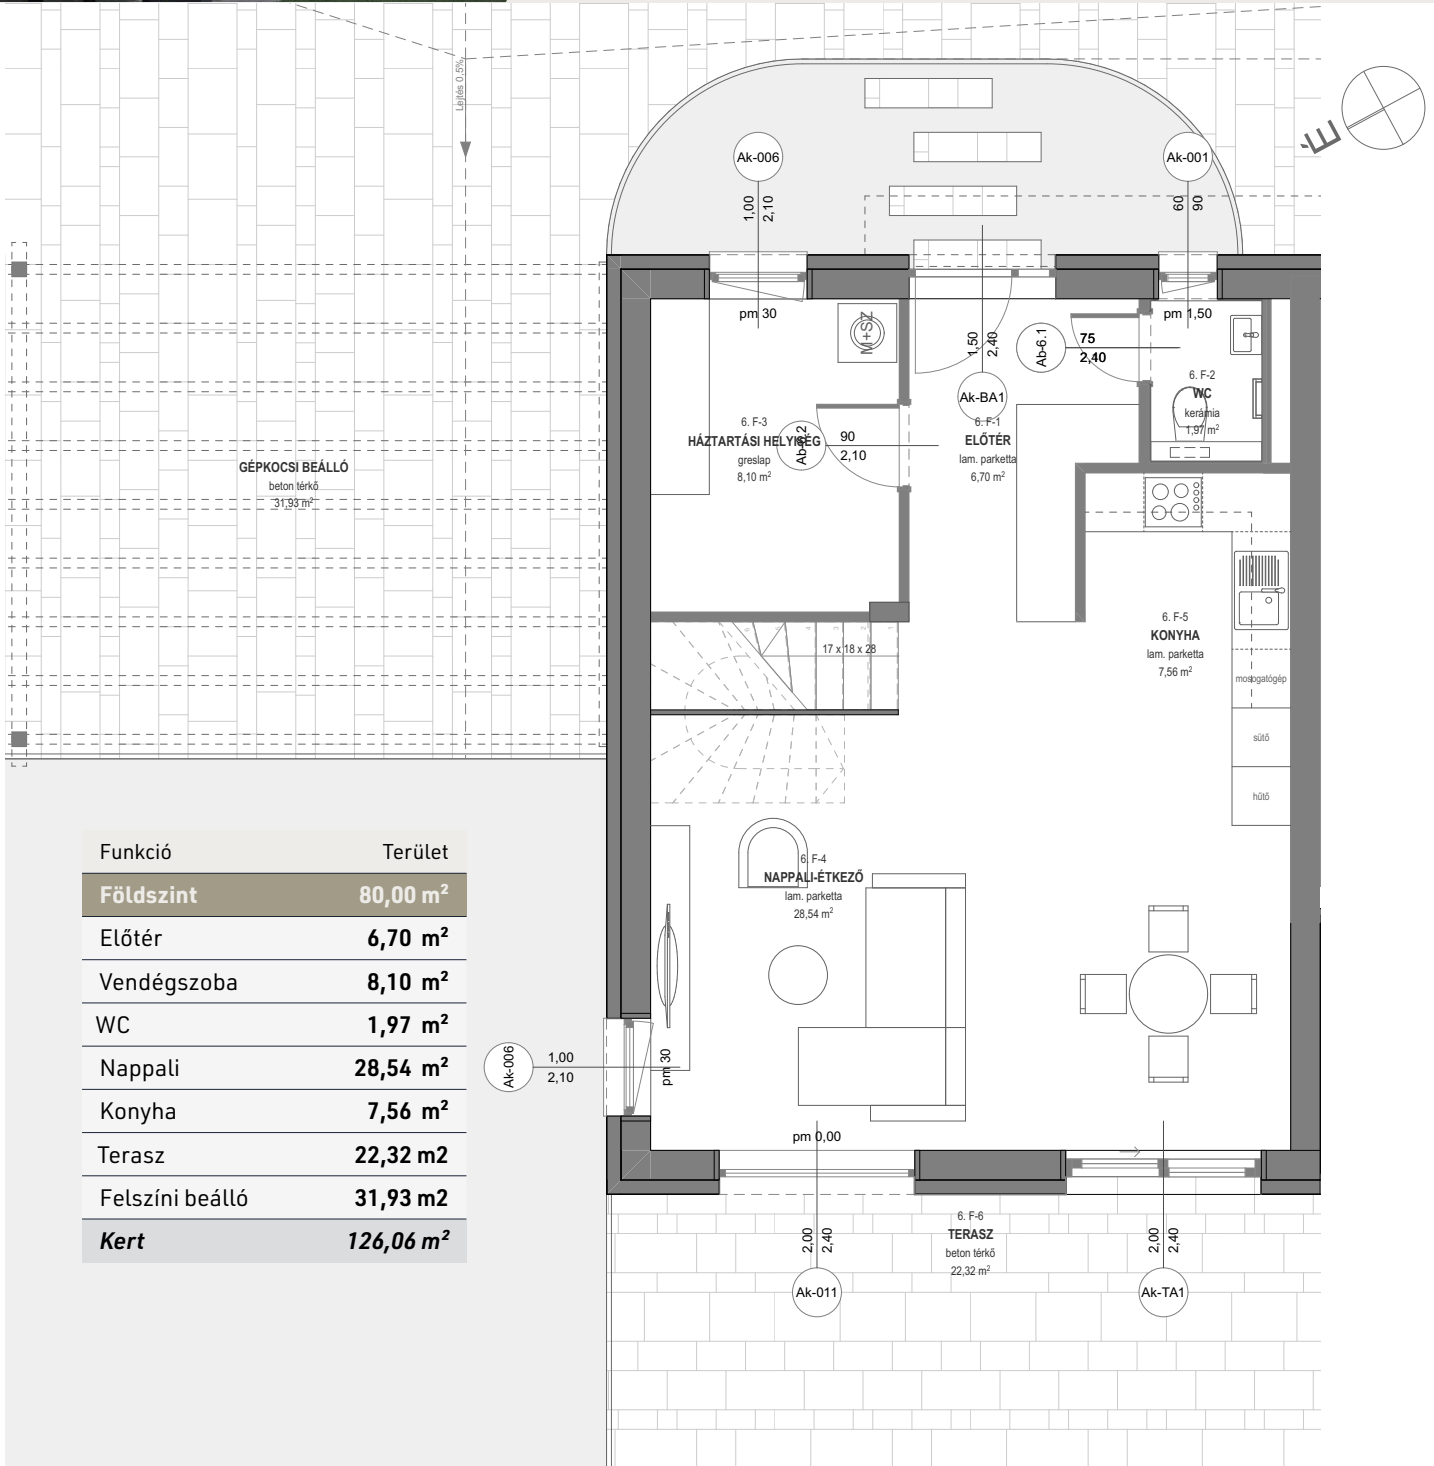 Lejtés 0,5%
Ak-006
1,00
2,10
pm 30
Ak-001
60
90
pm 1,50
É
M+SZ
1,50
2,40
Ak-BA1
Ab-6.1
75
2,40
6. F-2
WC
kerámia
1,97 m²
6. F-3
HÁZTARTÁSI HELYISÉG
greslap
8,10 m²
Ab-6.2
90
2,10
6. F-1
ELŐTÉR
lam. parketta
6,70 m²
GÉPKOCSI BEÁLLÓ
beton térkő
31,93 m²
17 x 18 x 28
6. F-5
KONYHA
lam. parketta
7,56 m²
mosogatógép
sütő
hűtő
6. F-4
NAPPALI-ÉTKEZŐ
lam. parketta
28,54 m²
Funkció Terület
Földszint 80,00 m²
Előtér 6,70 m²
Vendégszoba 8,10 m²
WC 1,97 m²
Nappali 28,54 m²
Konyha 7,56 m²
Terasz 22,32 m2
Felszíni beálló 31,93 m2
Kert 126,06 m²
Ak-006
1,00
2,10
pm 30
pm 0,00
2,00
2,40
Ak-011
6. F-6
TERASZ
beton térkő
22,32 m²
2,00
2,40
Ak-TA1